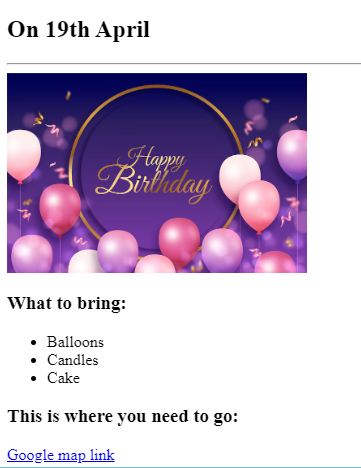 On 19th April
Happy
Birthday
What to bring:
Balloons
Candles
Cake
This is where you need to go:
Google map link